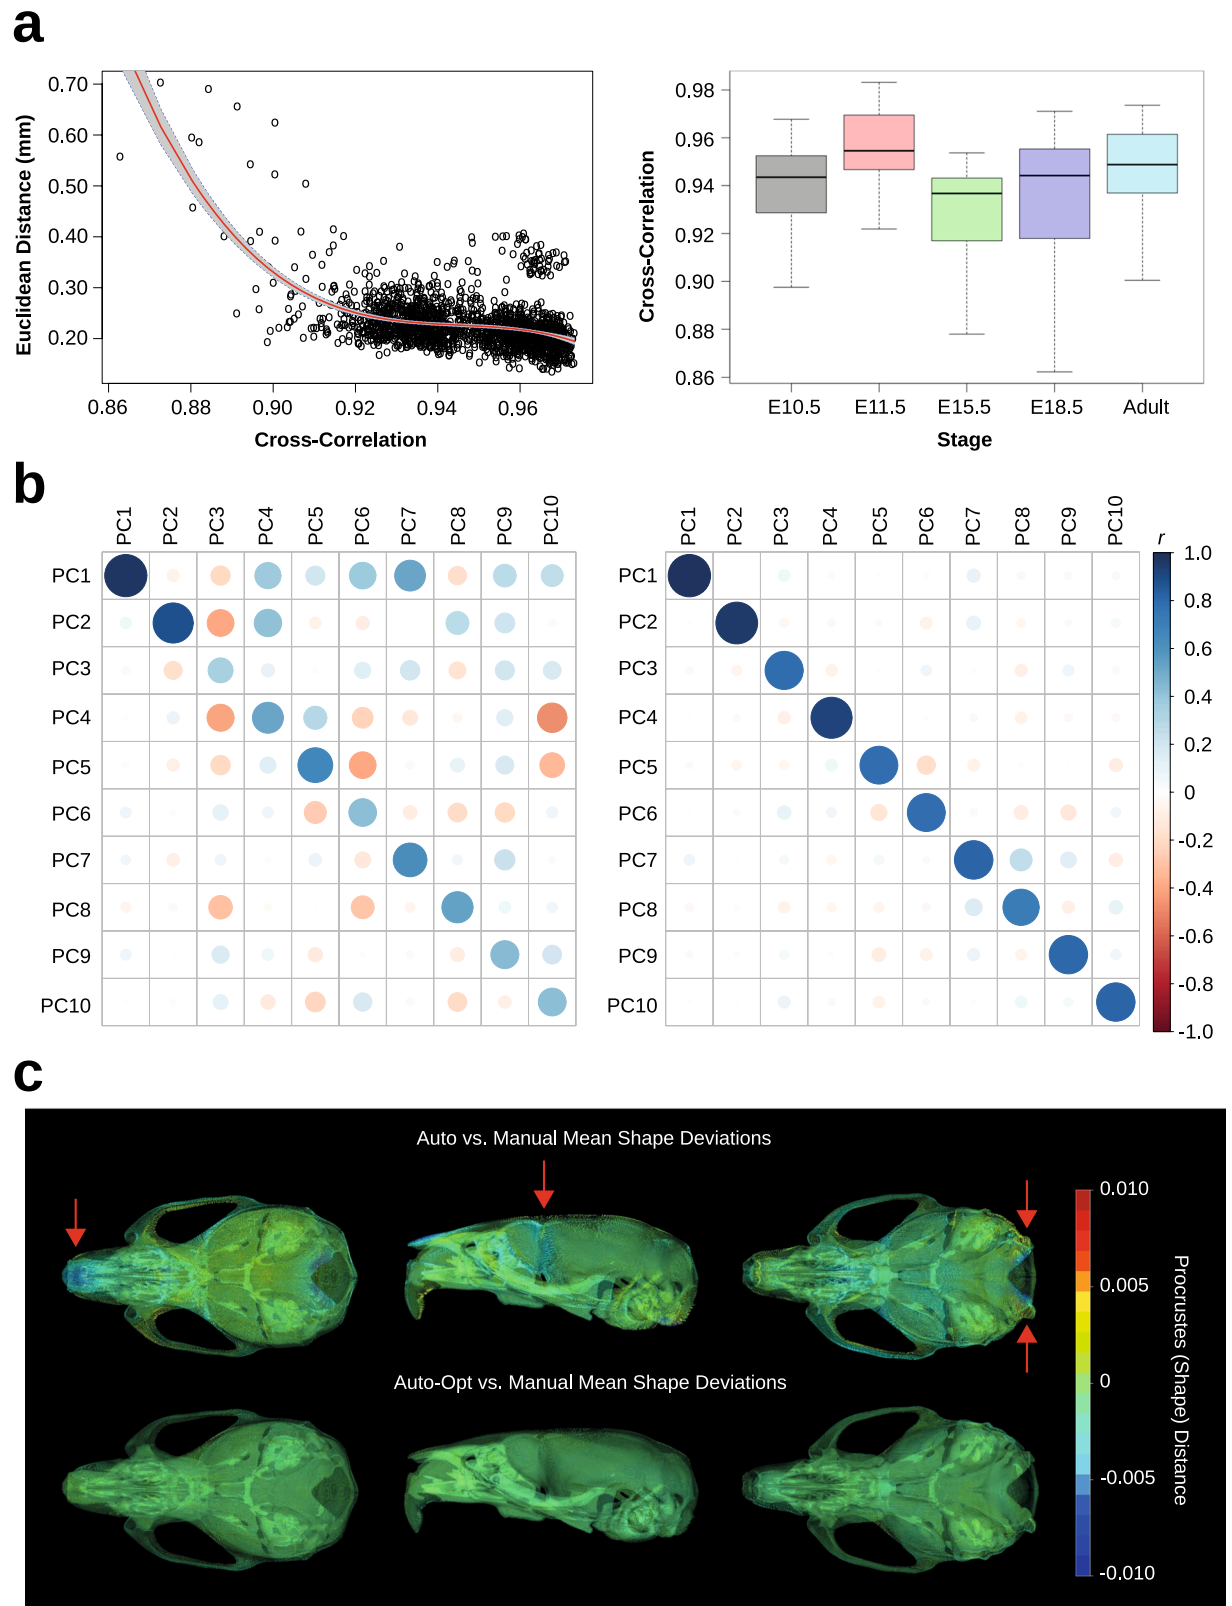 a
0.70
0.60
0.50
0.40
0.30
0.20
Euclidean Distance (mm)
0.86 0.88 0.90 0.92 0.94 0.96
Cross-Correlation
0.98
0.96
0.94
0.92
0.90
0.88
0.86
Cross-Correlation
E10.5 E11.5 E15.5 E18.5 Adult
Stage
b
PC1 PC2 PC3 PC4 PC5 PC6 PC7 PC8 PC9 PC10
PC1
PC2
PC3
PC4
PC5
PC6
PC7
PC8
PC9
PC10
PC1 PC2 PC3 PC4 PC5 PC6 PC7 PC8 PC9 PC10
PC1
PC2
PC3
PC4
PC5
PC6
PC7
PC8
PC9
PC10
r
1.0
0.8
0.6
0.4
0.2
0
-0.2
-0.4
-0.6
-0.8
-1.0
c
Auto vs. Manual Mean Shape Deviations
Auto-Opt vs. Manual Mean Shape Deviations
0.010
0.005
0
-0.005
-0.010
Procrustes (Shape) Distance